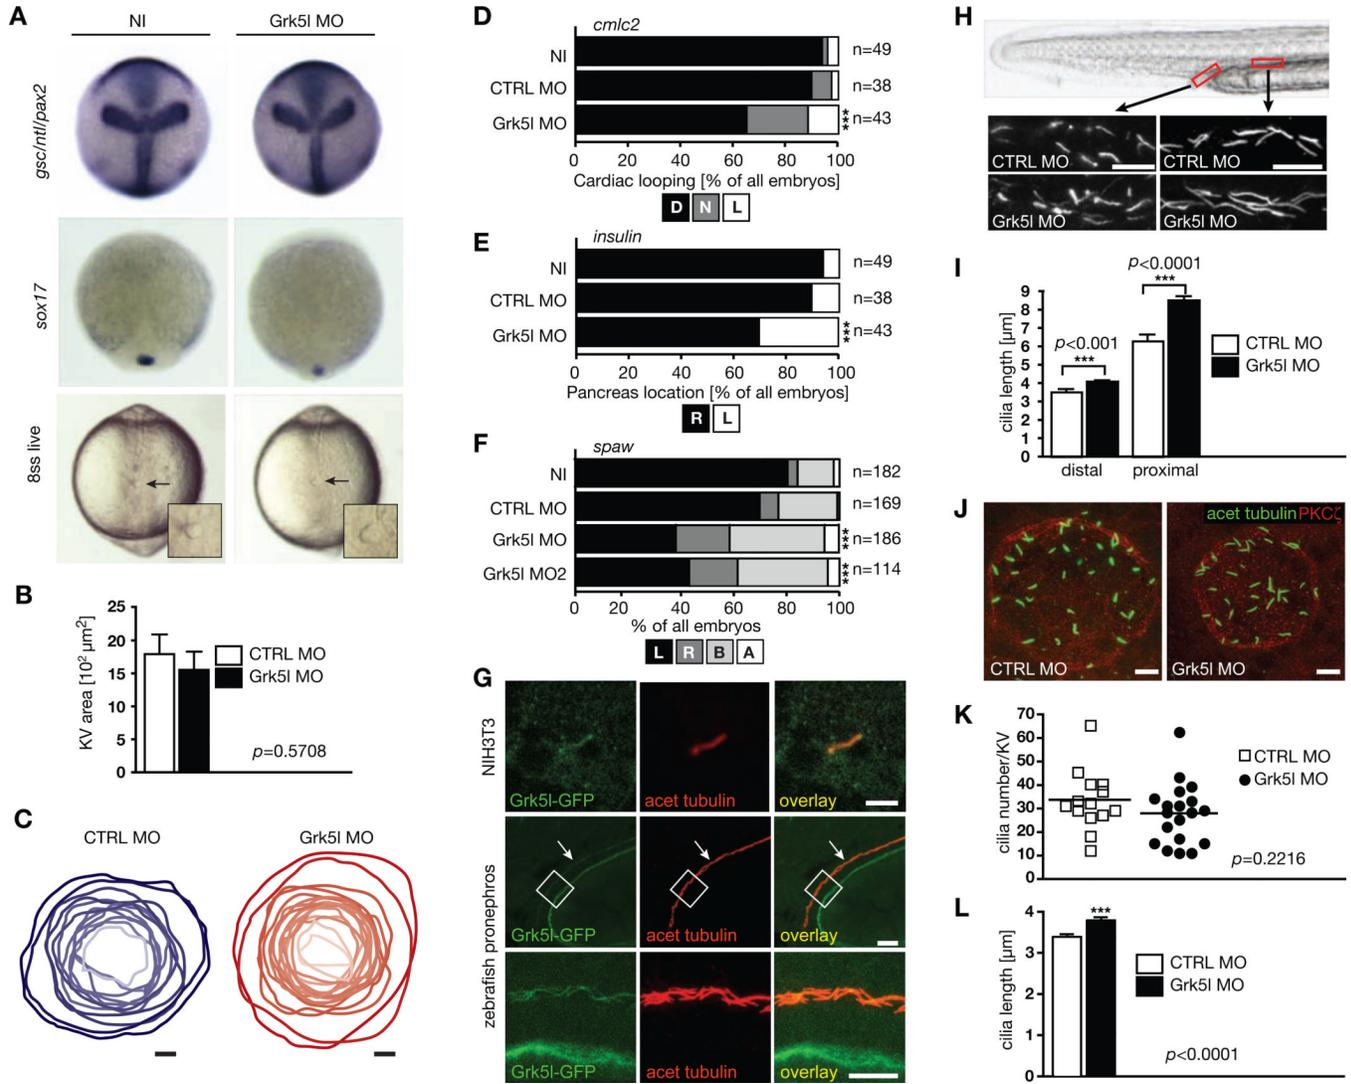 A
NI
Grk5l MO
gsc/ntl/pax2
sox17
8ss live
B
KV area [10² µm²]
25
20
15
10
5
0
CTRL MO
Grk5l MO
p=0.5708
C
CTRL MO
Grk5l MO
D
cmlc2
NI
n=49
CTRL MO
n=38
Grk5l MO
*** n=43
0 20 40 60 80 100
Cardiac looping [% of all embryos]
D N L
E
insulin
NI
n=49
CTRL MO
n=38
Grk5l MO
*** n=43
0 20 40 60 80 100
Pancreas location [% of all embryos]
R L
F
spaw
NI
n=182
CTRL MO
n=169
Grk5l MO
*** n=186
Grk5l MO2
*** n=114
0 20 40 60 80 100
% of all embryos
L R B A
G
NIH3T3
Grk5l-GFP
acet tubulin
overlay
zebrafish pronephros
Grk5l-GFP
acet tubulin
overlay
Grk5l-GFP
acet tubulin
overlay
H
CTRL MO
CTRL MO
Grk5l MO
Grk5l MO
I
cilia length [µm]
9
8
7
6
5
4
3
2
1
0
p<0.001
***
p<0.0001
***
distal
proximal
CTRL MO
Grk5l MO
J
acet tubulin PKCζ
CTRL MO
Grk5l MO
K
cilia number/KV
70
60
50
40
30
20
10
0
CTRL MO
Grk5l MO
p=0.2216
L
cilia length [µm]
4
3
2
1
0
***
CTRL MO
Grk5l MO
p<0.0001